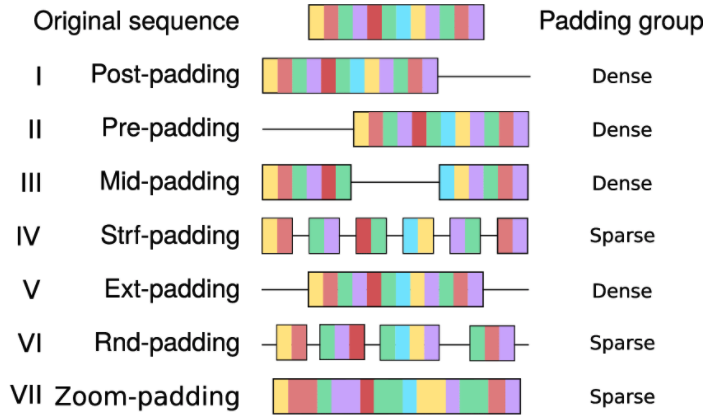 Original sequence Padding group
I Post-padding Dense
II Pre-padding Dense
III Mid-padding Dense
IV Strf-padding Sparse
V Ext-padding Dense
VI Rnd-padding Sparse
VII Zoom-padding Sparse